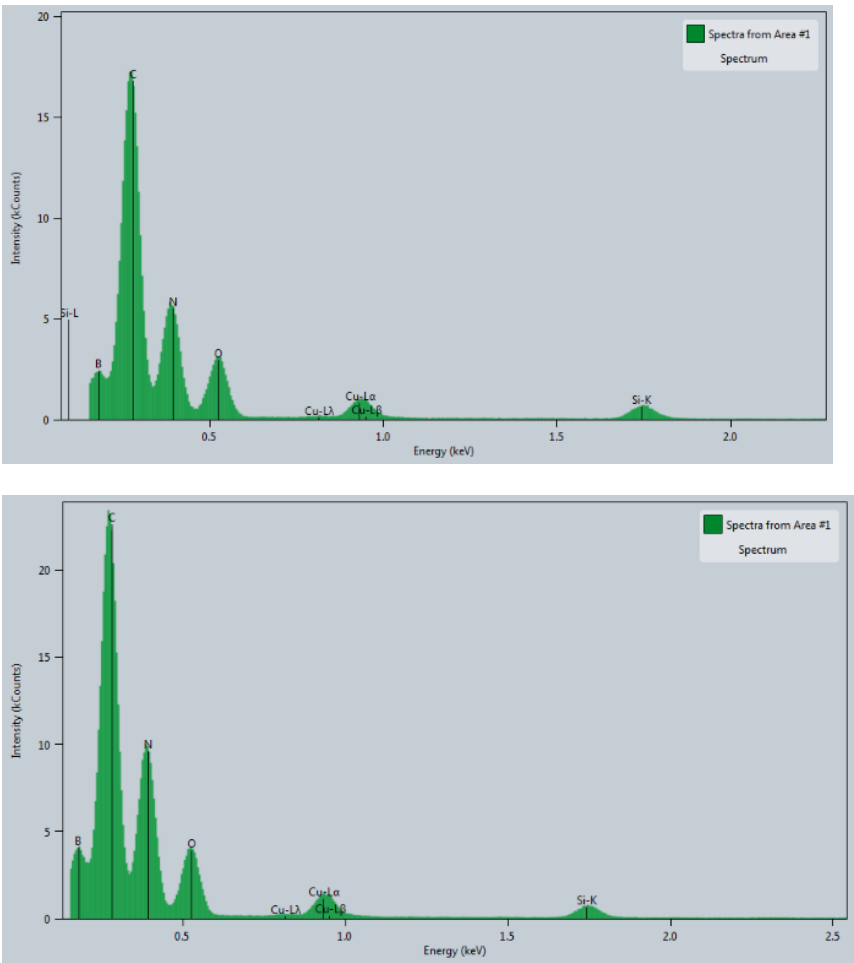 20
15
10
5
0
Intensity (kCounts)
Spectra from Area #1
Spectrum
C
N
Si-L
B
O
Cu-Lλ
Cu-Lα
Cu-Lβ
Si-K
0.5 1.0 1.5 2.0
Energy (keV)
20
15
10
5
0
Intensity (kCounts)
Spectra from Area #1
Spectrum
C
N
B
O
Cu-Lλ
Cu-Lα
Cu-Lβ
Si-K
0.5 1.0 1.5 2.0 2.5
Energy (keV)